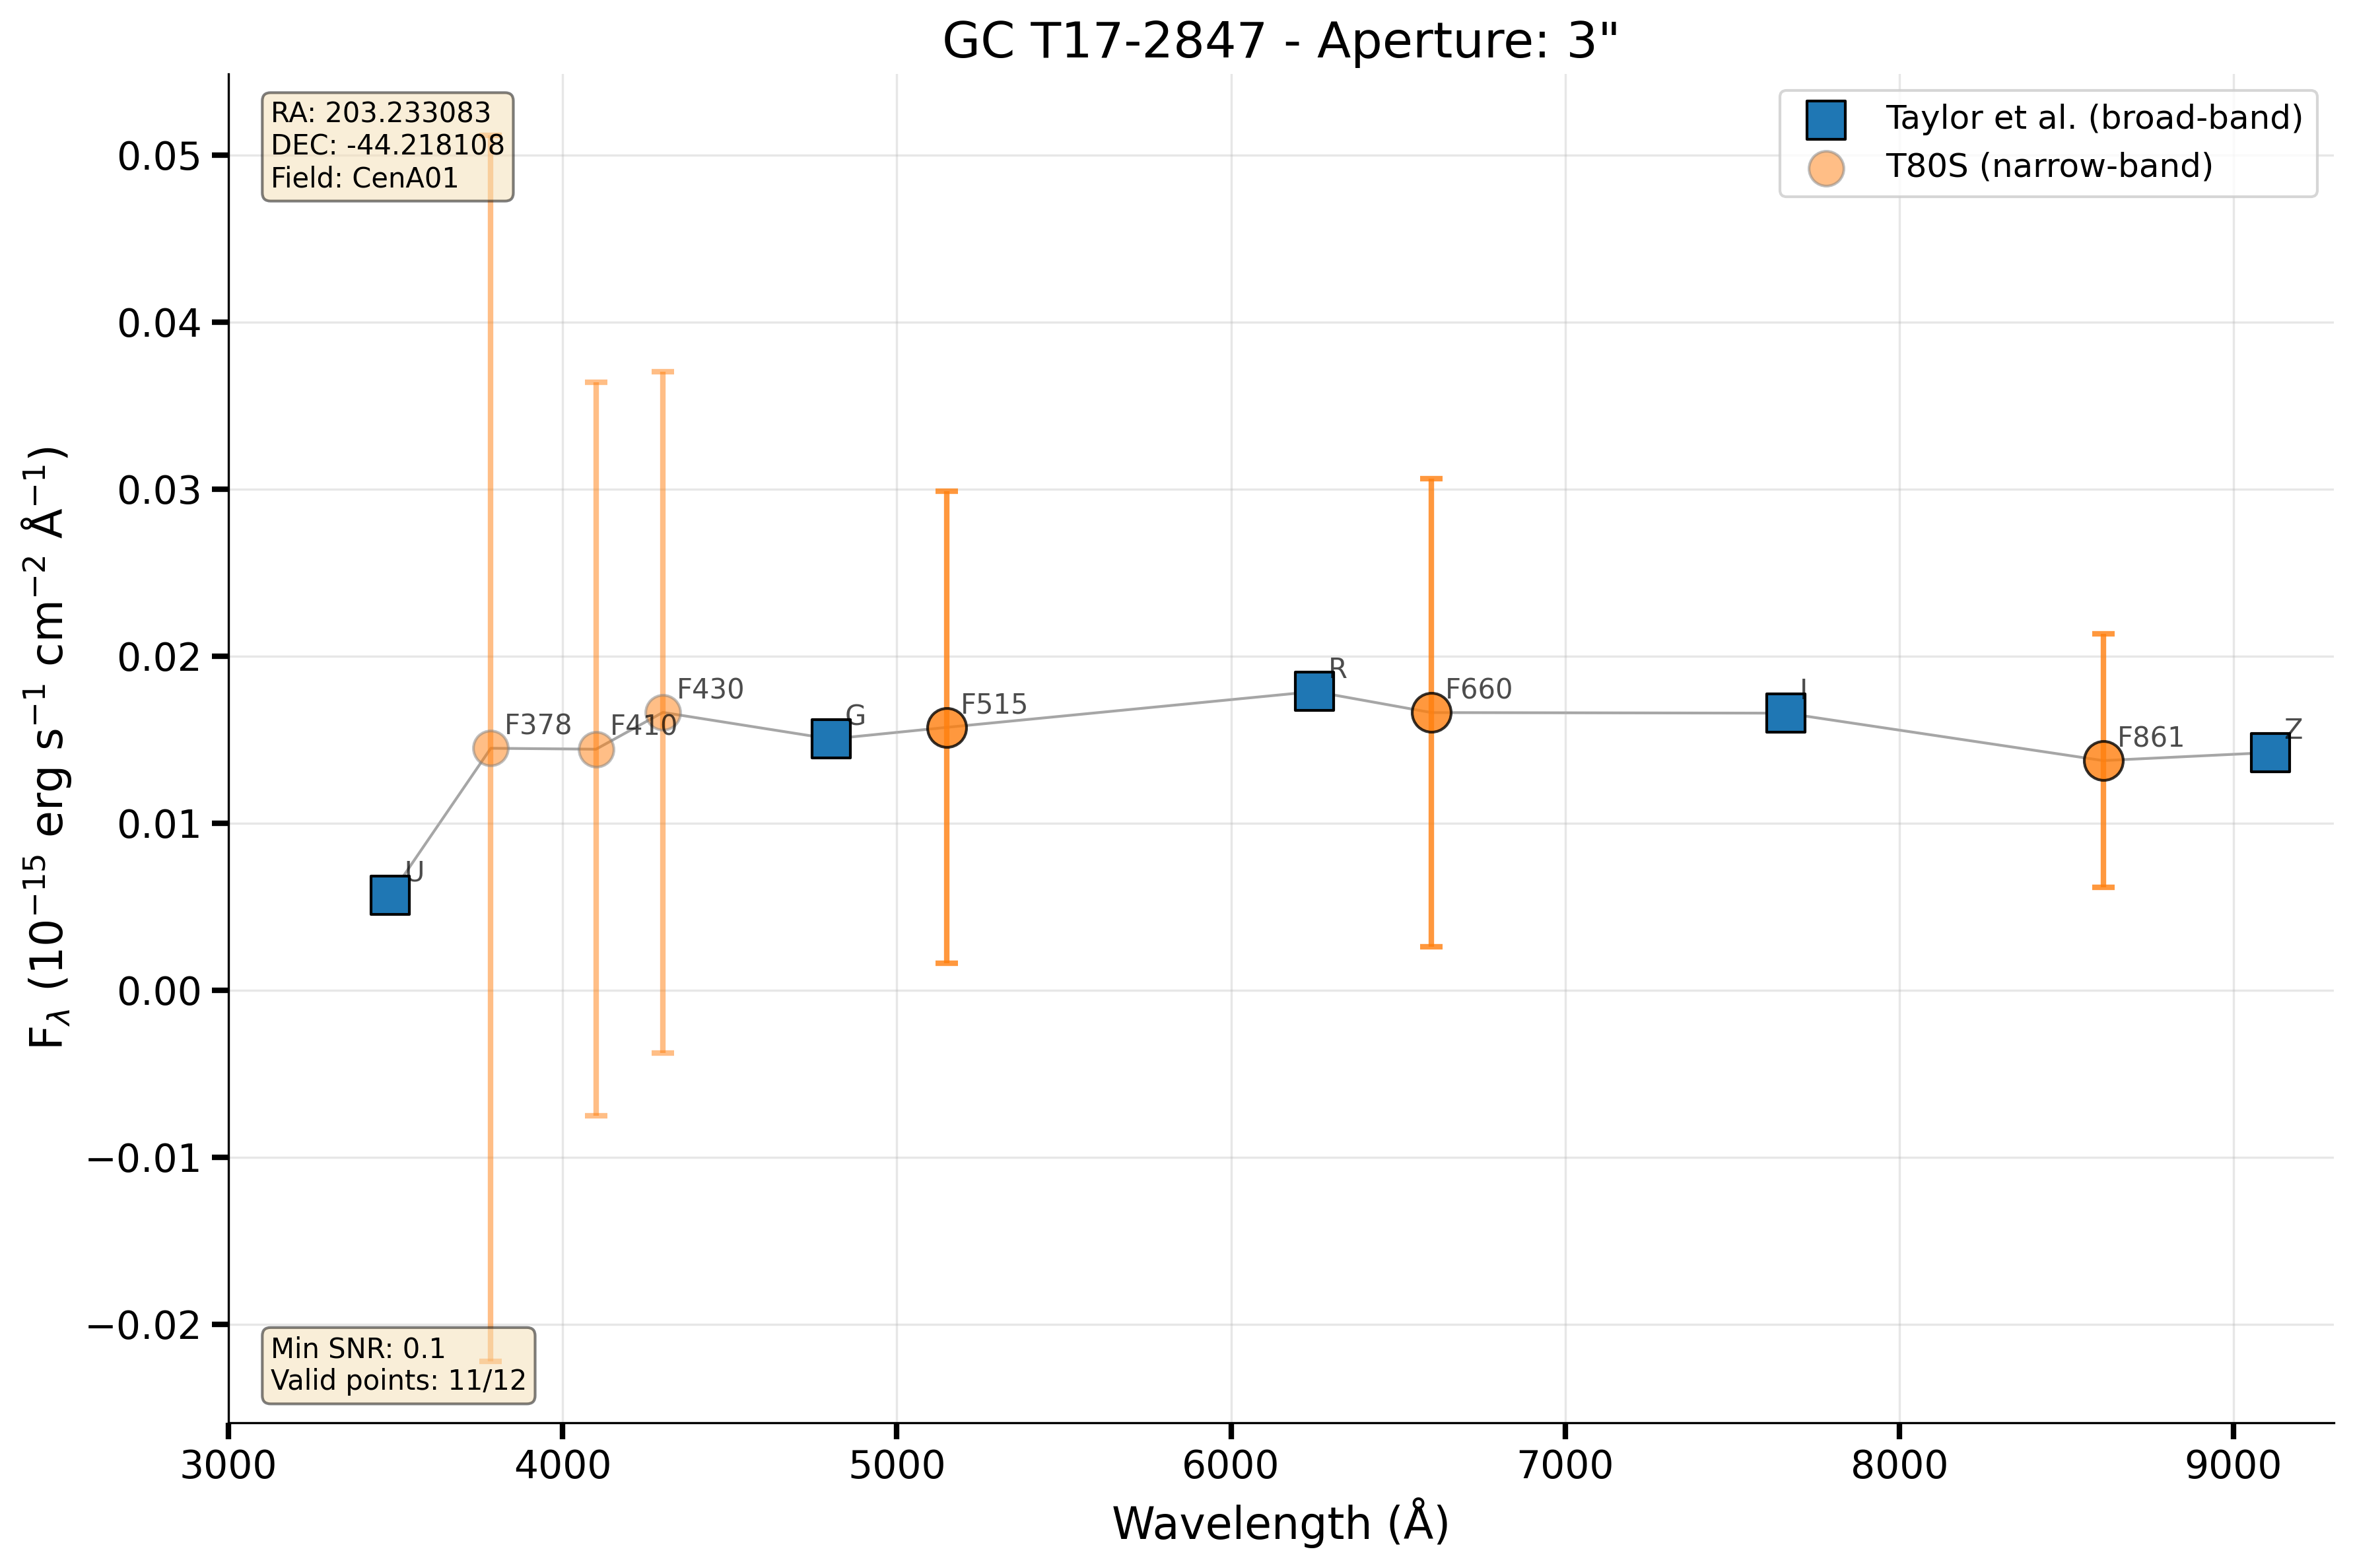 GC T17-2847 - Aperture: 3"
RA: 203.233083
DEC: -44.218108
Field: CenA01
Taylor et al. (broad-band)
T80S (narrow-band)
0.05
0.04
0.03
0.02
0.01
0.00
−0.01
−0.02
F_λ (10⁻¹⁵ erg s⁻¹ cm⁻² Å⁻¹)
U
F378
F410
F430
G
F515
R
F660
I
F861
Z
Min SNR: 0.1
Valid points: 11/12
3000 4000 5000 6000 7000 8000 9000
Wavelength (Å)